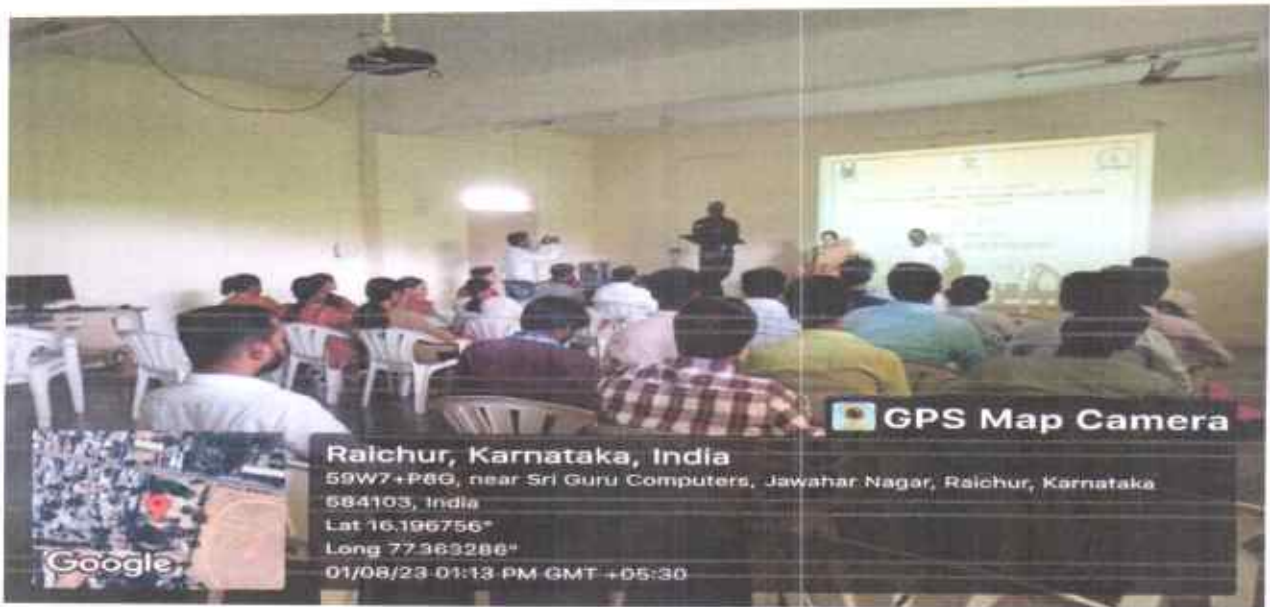 GPS Map Camera
Raichur, Karnataka, India
59W7+P8G, near Sri Guru Computers, Jawahar Nagar, Raichur, Karnataka
584103, India
Lat 16.196756°
Long 77.363286°
01/08/23 01:13 PM GMT +05:30
Google